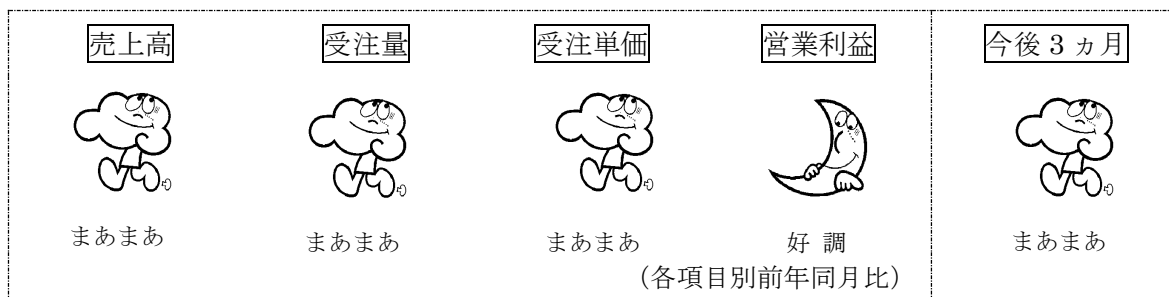 売上高 受注量 受注単価 営業利益 今後3ヵ月
まあまあ まあまあ まあまあ 好 調 まあまあ
（各項目別前年同月比）